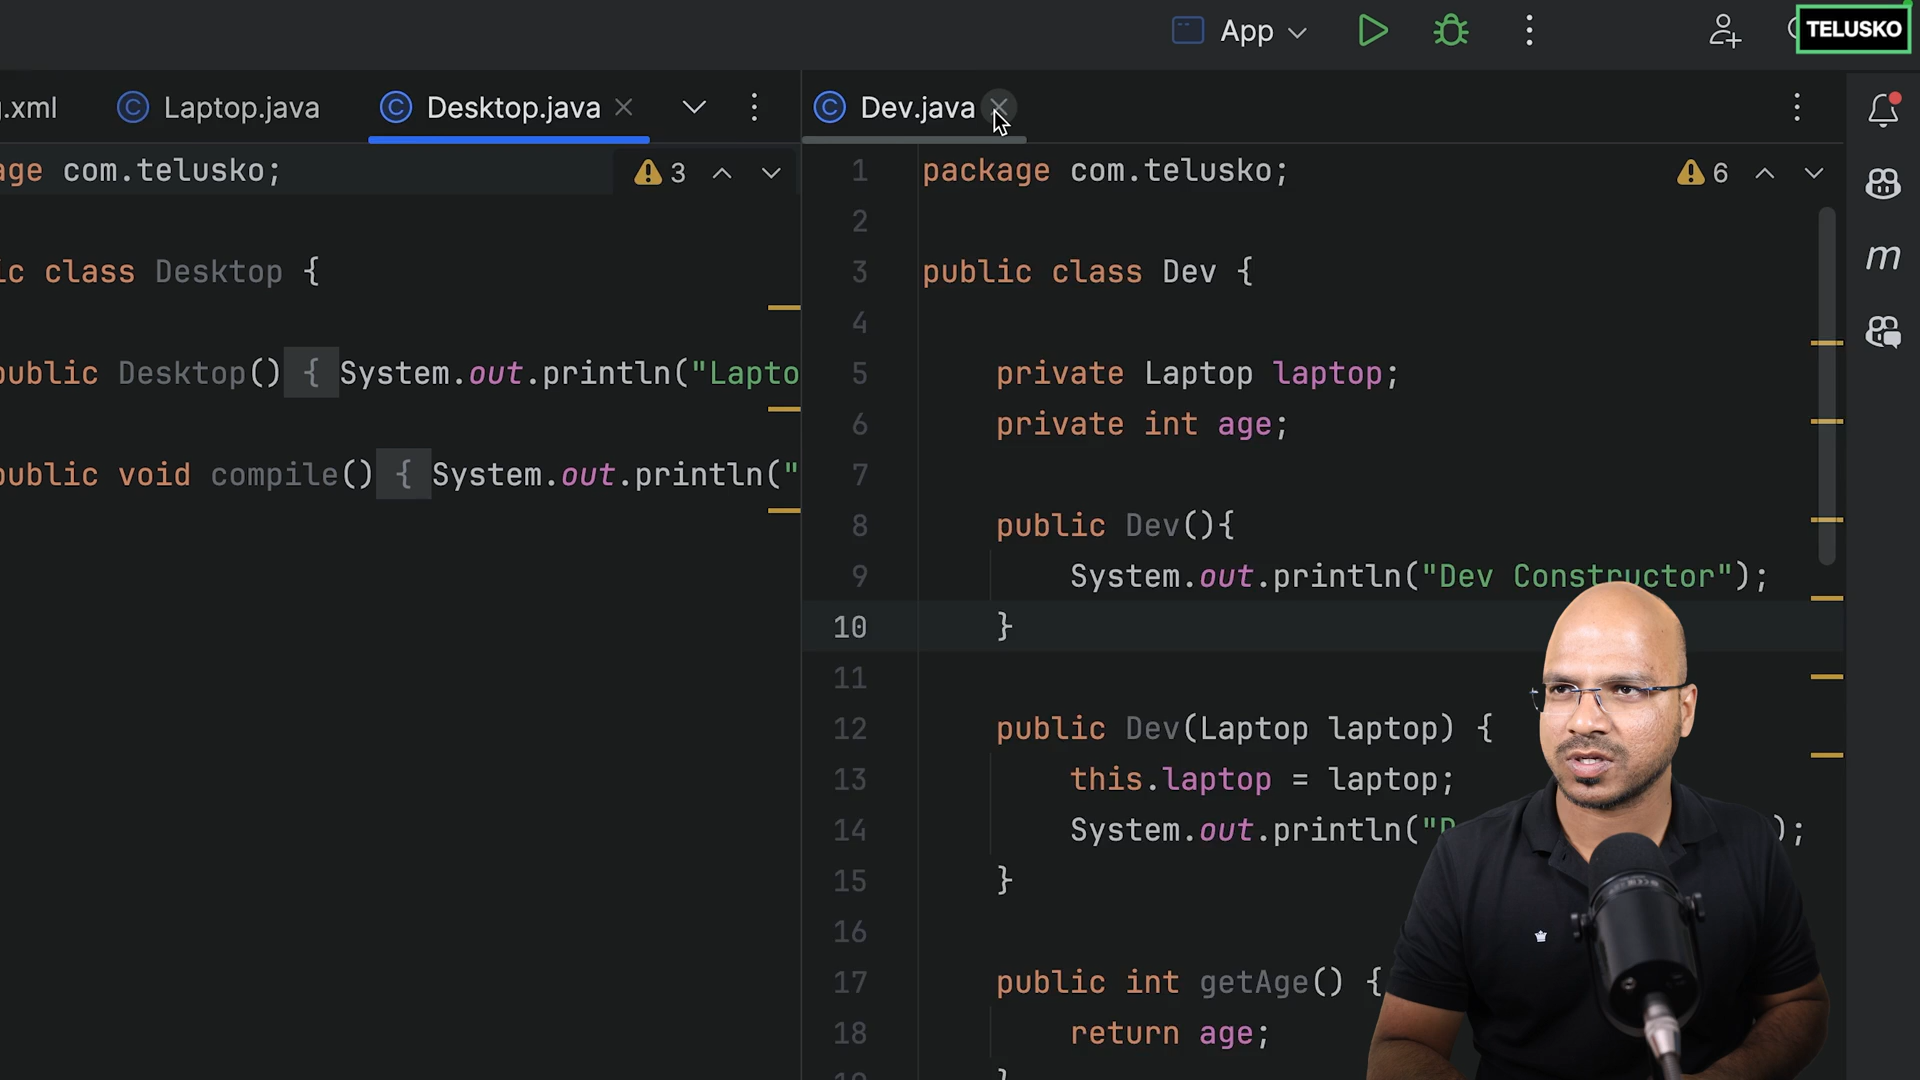 App
TELUSKO
.xml
Laptop.java
Desktop.java
Dev.java
age com.telusko;
3
ic class Desktop {
public Desktop() { System.out.println("Lapto
public void compile() { System.out.println("
1 package com.telusko;
6
2
3 public class Dev {
4
5 private Laptop laptop;
6 private int age;
7
8 public Dev(){
9 System.out.println("Dev Constructor");
10 }
11
12 public Dev(Laptop laptop) {
13 this.laptop = laptop;
14 System.out.println(" );
15 }
16
17 public int getAge() {
18 return age;
}
m